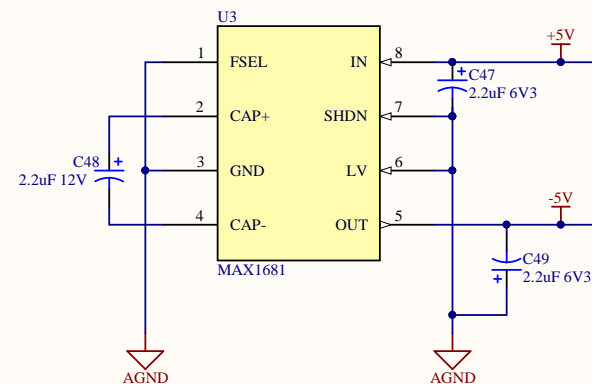 U3
+5V
1 FSEL IN 8
C47
2.2uF 6V3
2 CAP+ SHDN 7
C48
2.2uF 12V
3 GND LV 6
-5V
4 CAP- OUT 5
C49
2.2uF 6V3
MAX1681
AGND AGND